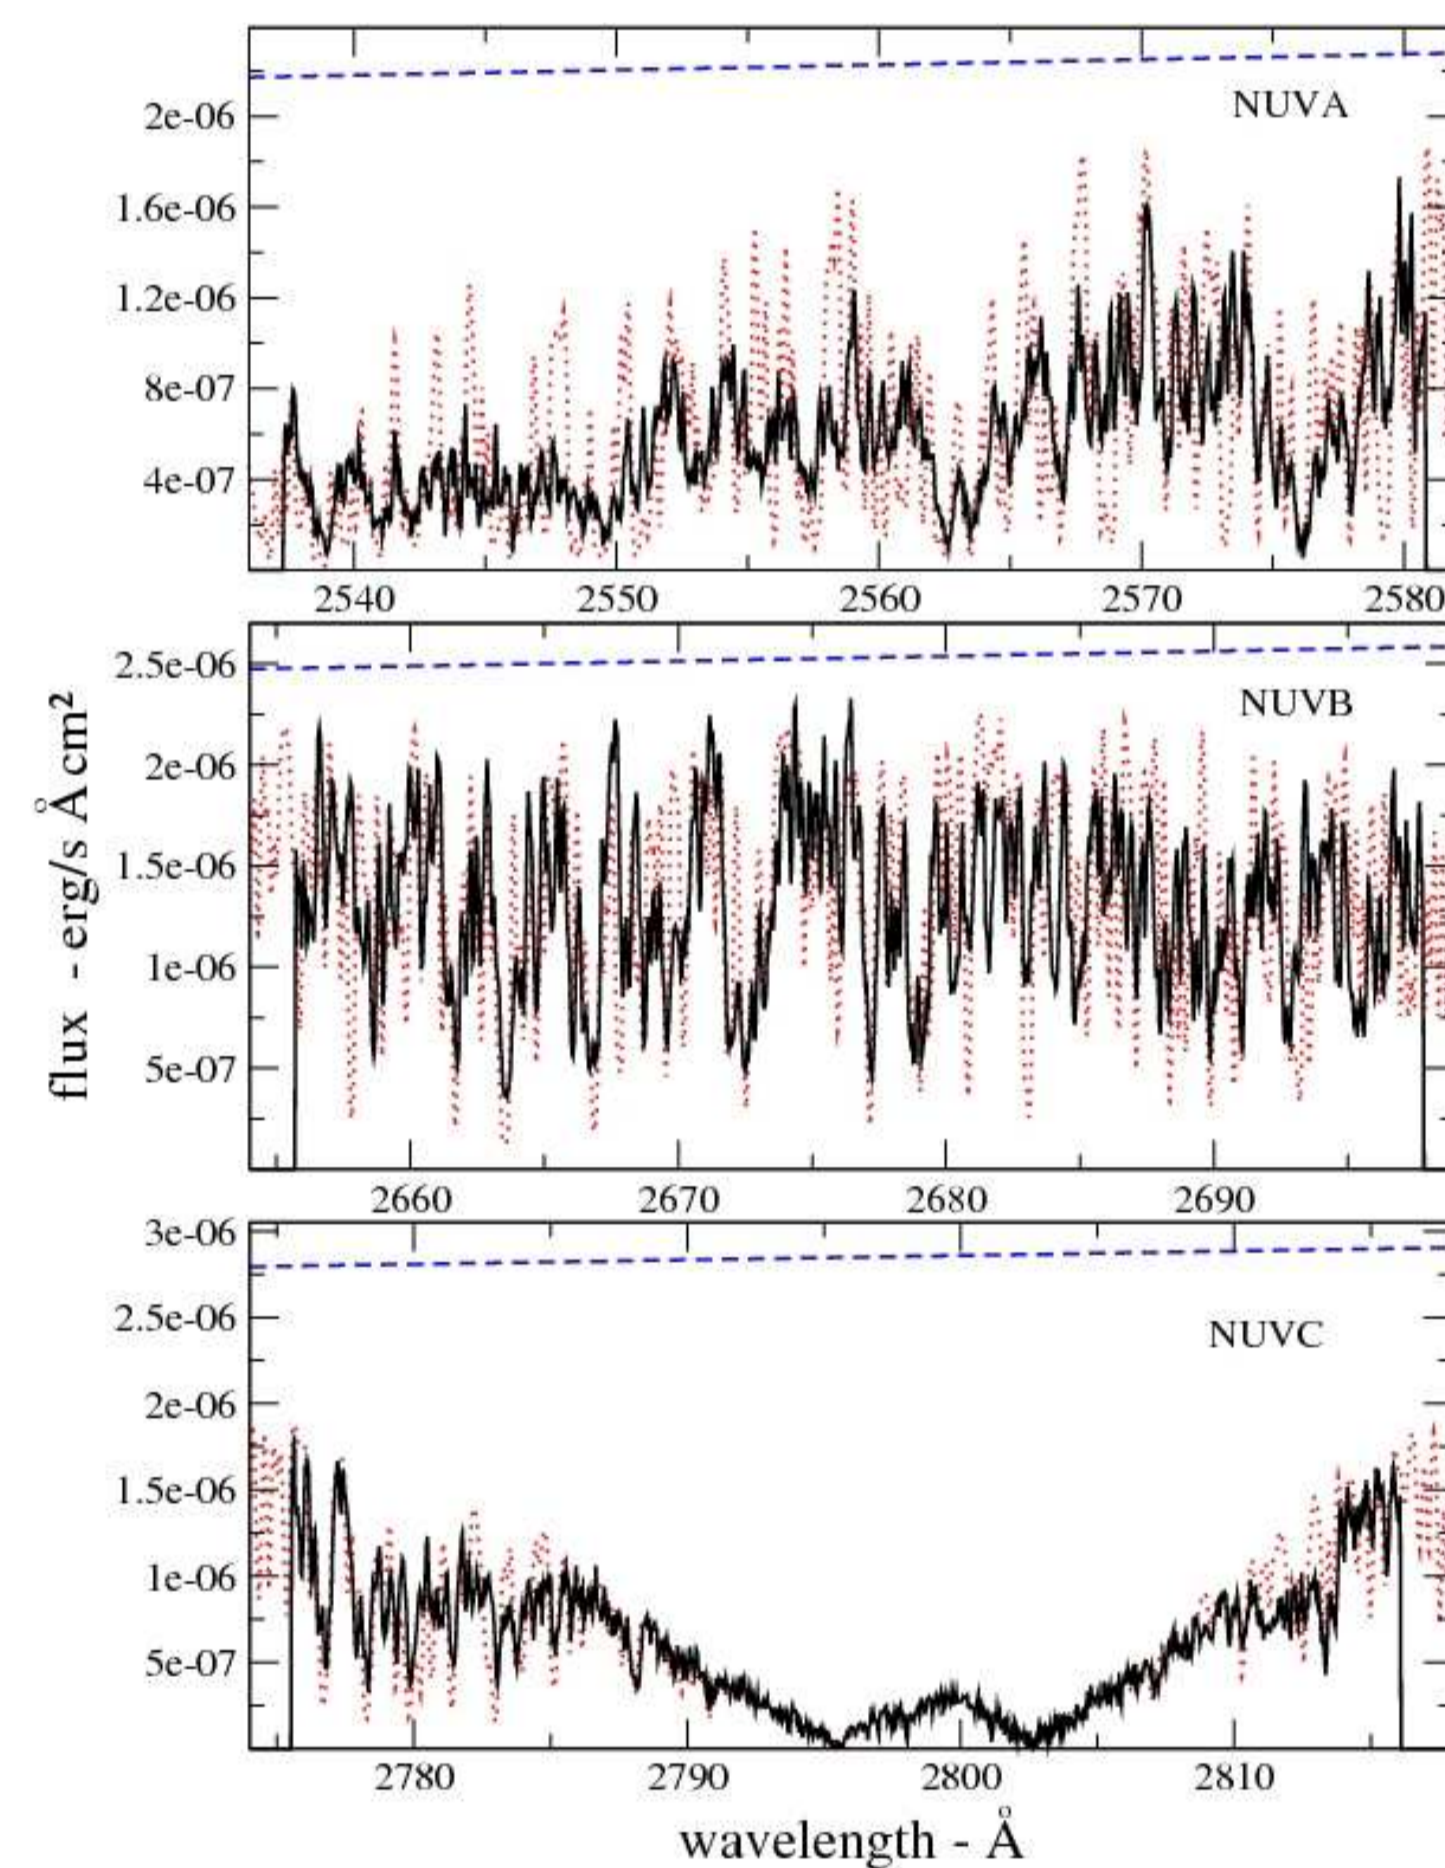 NUVA
2e-06
1.6e-06
1.2e-06
8e-07
4e-07
2540 2550 2560 2570 2580
NUVB
2.5e-06
2e-06
1.5e-06
1e-06
5e-07
2660 2670 2680 2690
flux - erg/s Å cm²
NUVC
3e-06
2.5e-06
2e-06
1.5e-06
1e-06
5e-07
2780 2790 2800 2810
wavelength - Å